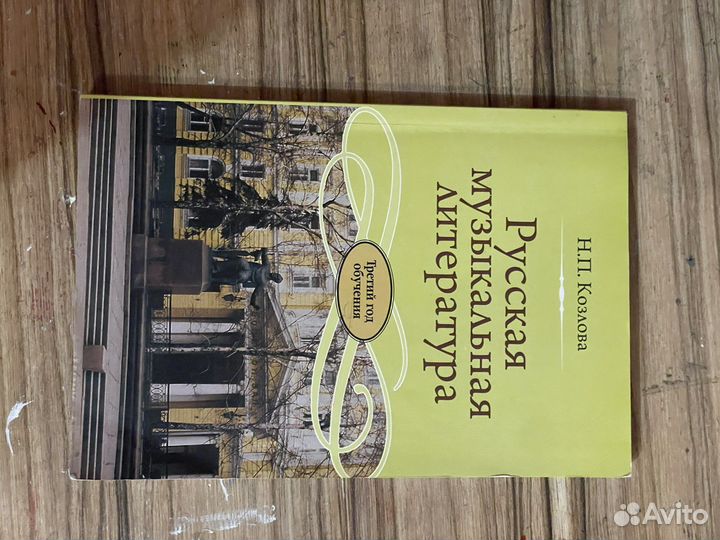 Н.П. Козлова
Русская
музыкальная
литература
Третий год
обучения
Avito